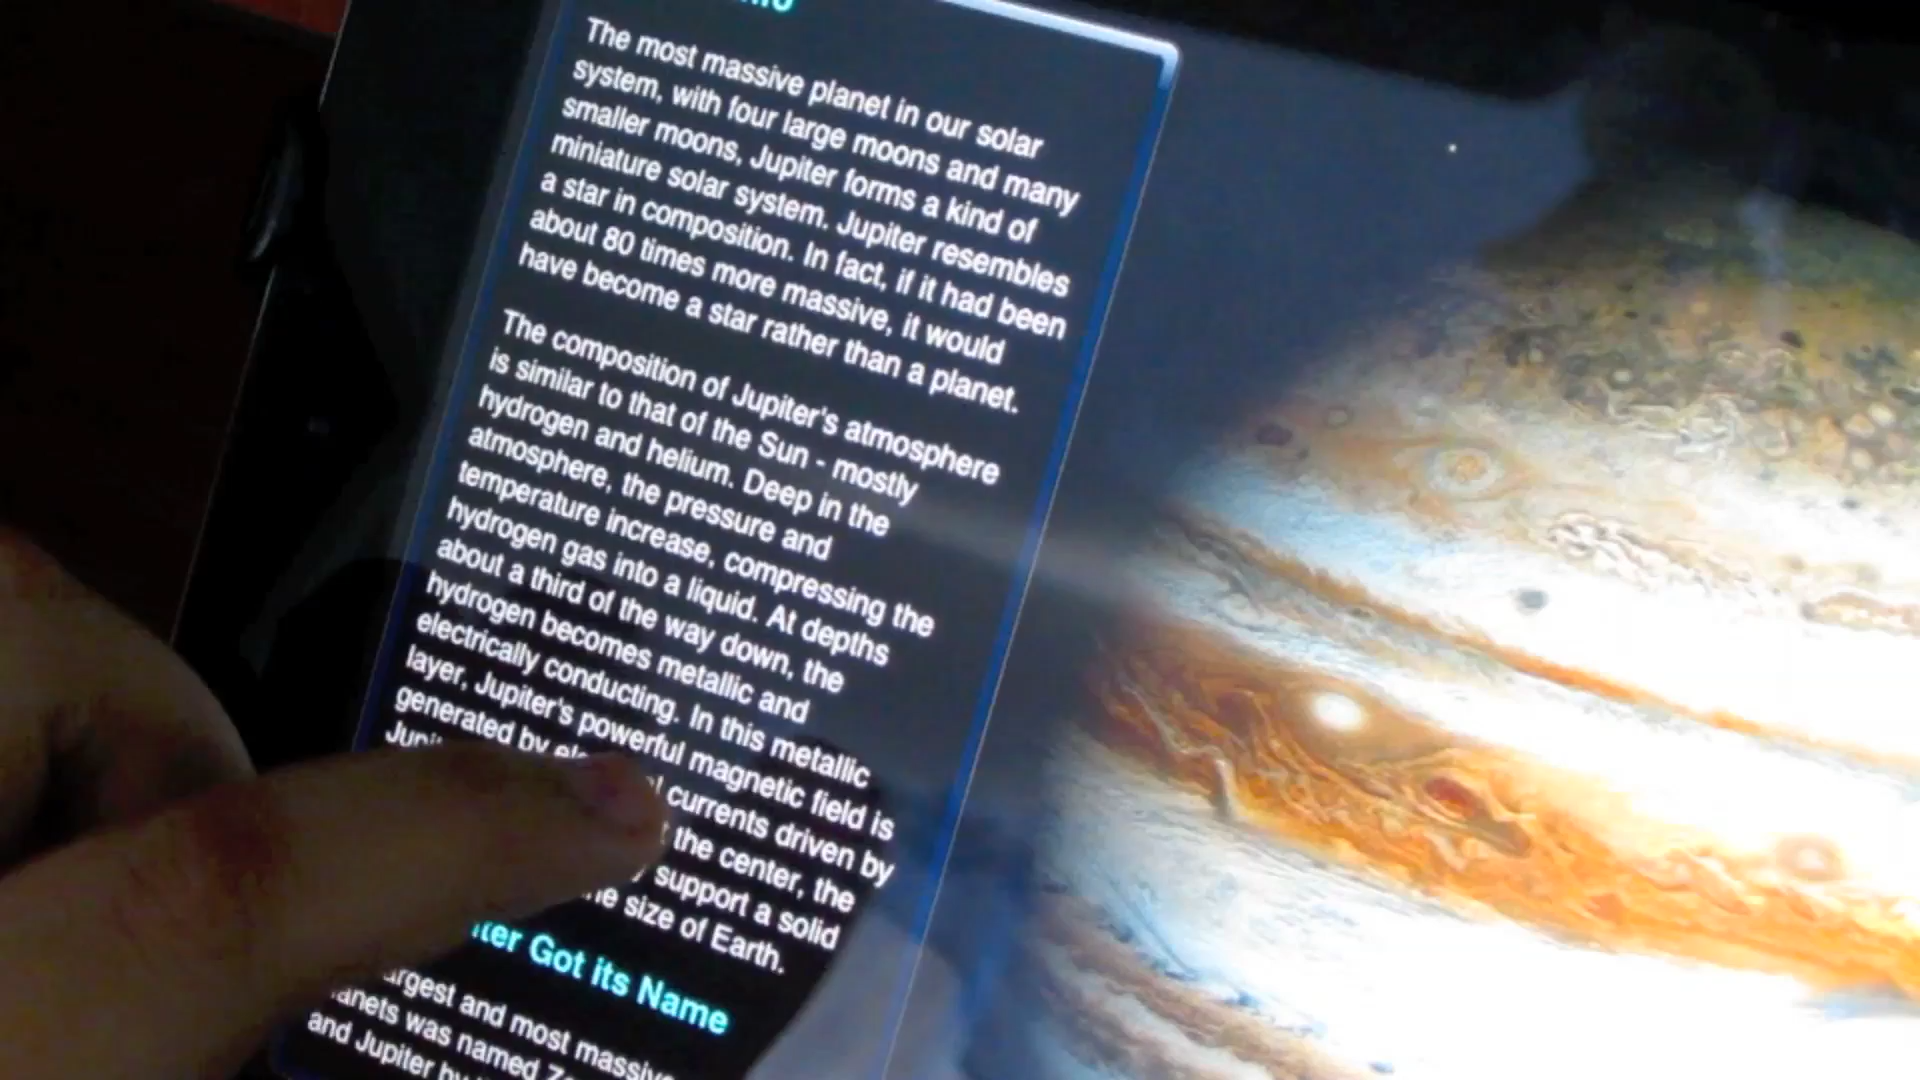 The most massive planet in our solar
system, with four large moons and many
smaller moons, Jupiter forms a kind of
miniature solar system. Jupiter resembles
a star in composition. In fact, if it had been
about 80 times more massive, it would
have become a star rather than a planet.
The composition of Jupiter's atmosphere
is similar to that of the Sun - mostly
hydrogen and helium. Deep in the
atmosphere, the pressure and
temperature increase, compressing the
hydrogen gas into a liquid. At depths
about a third of the way down, the
hydrogen becomes metallic and
electrically conducting. In this metallic
layer, Jupiter's powerful magnetic field is
generated by currents driven by
the center, the
support a solid
size of Earth.
Got its Name
and most massive
was named
and Jupiter